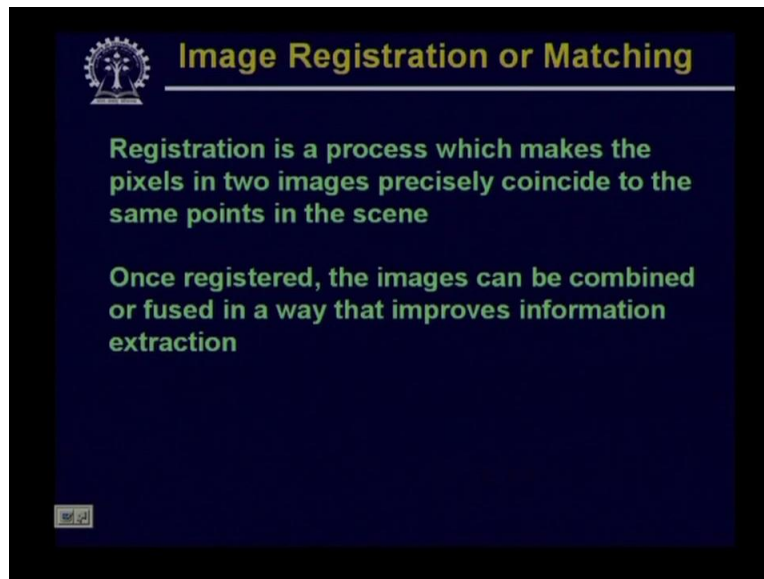 Image Registration or Matching
Registration is a process which makes the
pixels in two images precisely coincide to the
same points in the scene
Once registered, the images can be combined
or fused in a way that improves information
extraction